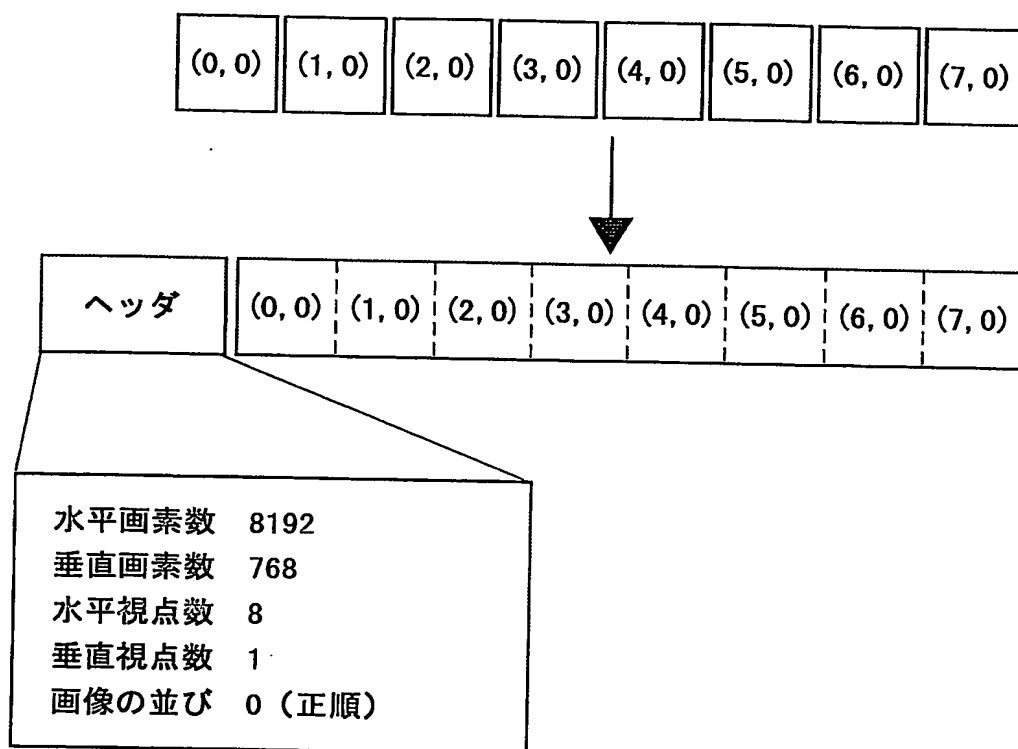 (0, 0) (1, 0) (2, 0) (3, 0) (4, 0) (5, 0) (6, 0) (7, 0)
ヘッダ (0, 0) (1, 0) (2, 0) (3, 0) (4, 0) (5, 0) (6, 0) (7, 0)
水平画素数 8192
垂直画素数 768
水平視点数 8
垂直視点数 1
画像の並び 0（正順）